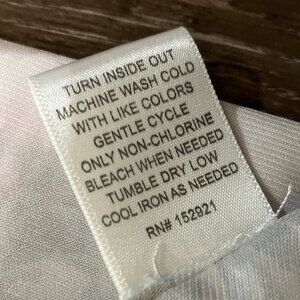 TURN INSIDE OUT
MACHINE WASH COLD
WITH LIKE COLORS
GENTLE CYCLE
ONLY NON-CHLORINE
BLEACH WHEN NEEDED
TUMBLE DRY LOW
COOL IRON AS NEEDED
RN# 152921